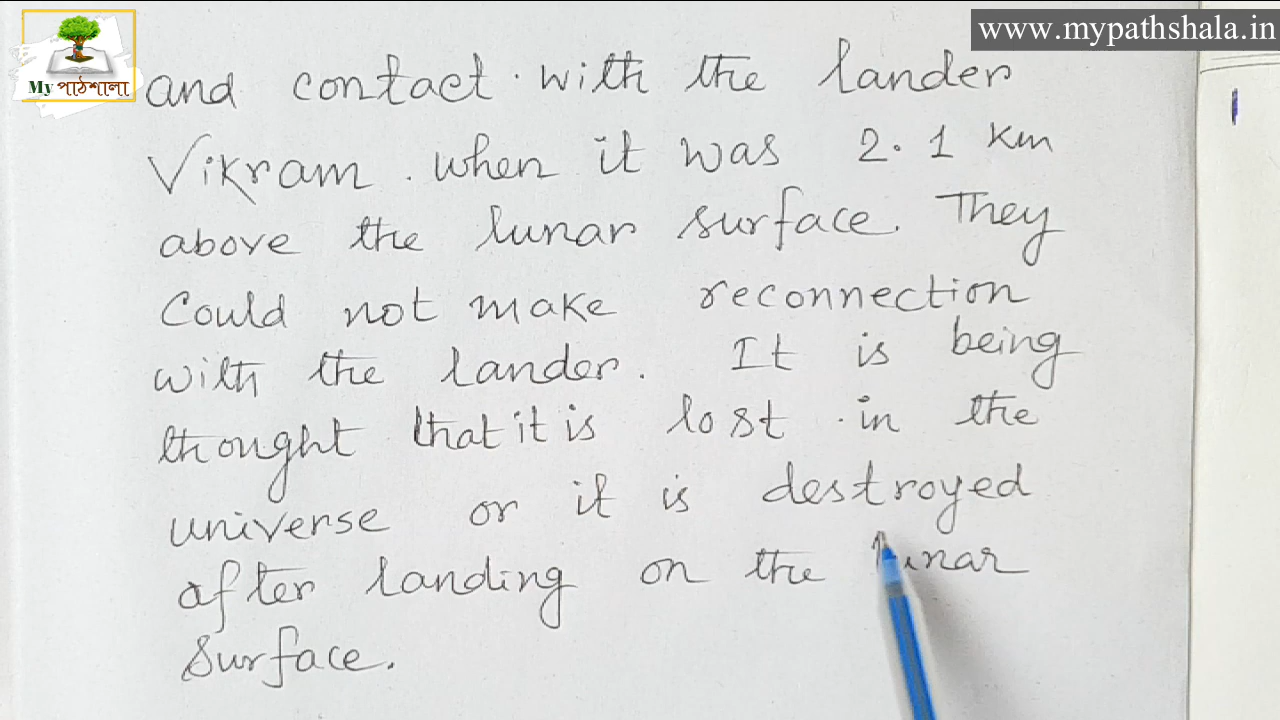 www.mypathshala.in
My পাঠশালা
and contact with the lander
Vikram when it was 2.1 km
above the lunar surface. They
could not make reconnection
with the lander. It is being
thought that it is lost in the
universe or it is destroyed
after landing on the lunar
surface.